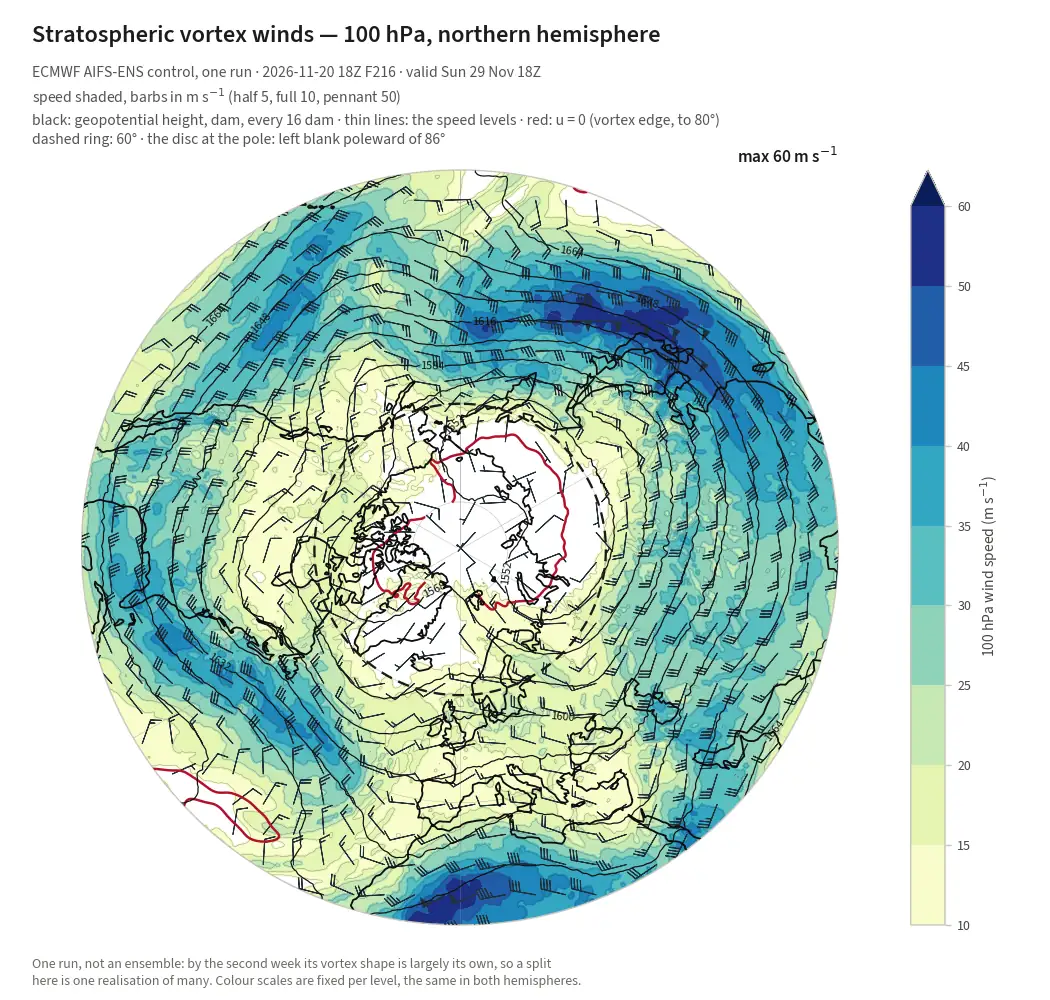 Stratospheric vortex winds — 100 hPa, northern hemisphere
ECMWF AIFS-ENS control, one run · 2026-11-20 18Z F216 · valid Sun 29 Nov 18Z
speed shaded, barbs in m s⁻¹ (half 5, full 10, pennant 50)
black: geopotential height, dam, every 16 dam · thin lines: the speed levels · red: u = 0 (vortex edge, to 80°)
dashed ring: 60° · the disc at the pole: left blank poleward of 86°
max 60 m s⁻¹
60
50
45
40
35
30
25
20
15
10
100 hPa wind speed (m s⁻¹)
1664
1648
1616
1584
1552
1568
1600
One run, not an ensemble: by the second week its vortex shape is largely its own, so a split
here is one realisation of many. Colour scales are fixed per level, the same in both hemispheres.